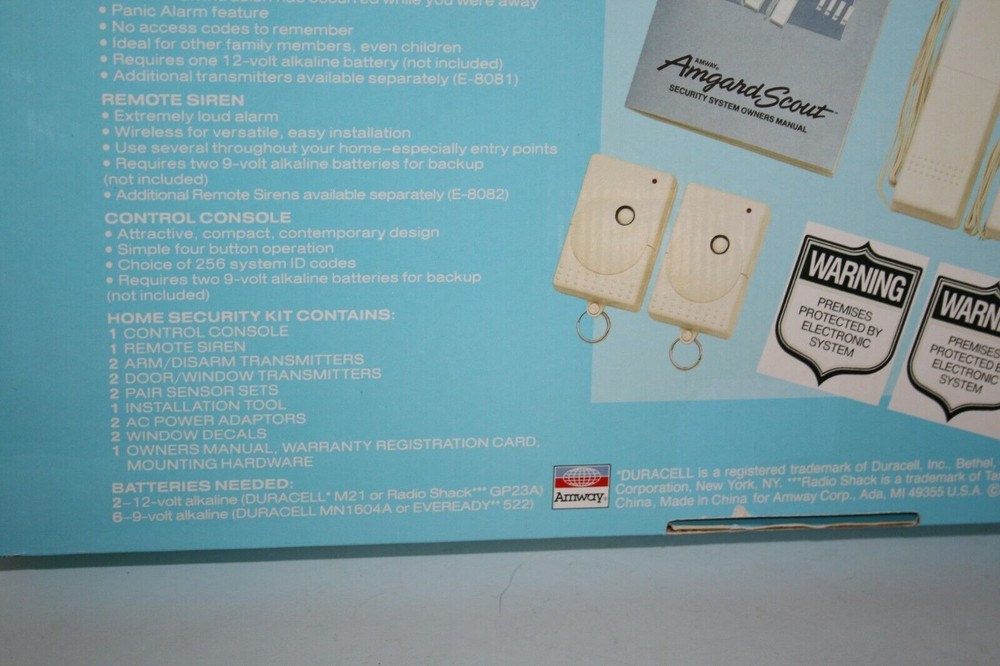 has occurred while you were away
• Panic Alarm feature
• No access codes to remember
• Ideal for other family members, even children
• Requires one 12-volt alkaline battery (not included)
• Additional transmitters available separately (E-8081)
REMOTE SIREN
• Extremely loud alarm
• Wireless for versatile, easy installation
• Use several throughout your home–especially entry points
• Requires two 9-volt alkaline batteries for backup
(not included)
• Additional Remote Sirens available separately (E-8082)
CONTROL CONSOLE
• Attractive, compact, contemporary design
• Simple four button operation
• Choice of 256 system ID codes
• Requires two 9-volt alkaline batteries for backup
(not included)
HOME SECURITY KIT CONTAINS:
1 CONTROL CONSOLE
1 REMOTE SIREN
2 ARM/DISARM TRANSMITTERS
2 DOOR/WINDOW TRANSMITTERS
2 PAIR SENSOR SETS
1 INSTALLATION TOOL
2 AC POWER ADAPTORS
2 WINDOW DECALS
1 OWNERS MANUAL, WARRANTY REGISTRATION CARD,
MOUNTING HARDWARE
BATTERIES NEEDED:
2–12-volt alkaline (DURACELL* M21 or Radio Shack*** GP23A)
6–9-volt alkaline (DURACELL MN1604A or EVEREADY** 522)
AMWAY
Amgard Scout
SECURITY SYSTEM OWNERS MANUAL
WARNING
PREMISES
PROTECTED BY
ELECTRONIC
SYSTEM
WARN
PREMISES
PROTECTED B
ELECTRONIC
SYSTEM
Amway
*DURACELL is a registered trademark of Duracell, Inc., Bethel,
Corporation, New York, NY. ***Radio Shack is a trademark of Ta
China, Made in China for Amway Corp., Ada, MI 49355 U.S.A. ©